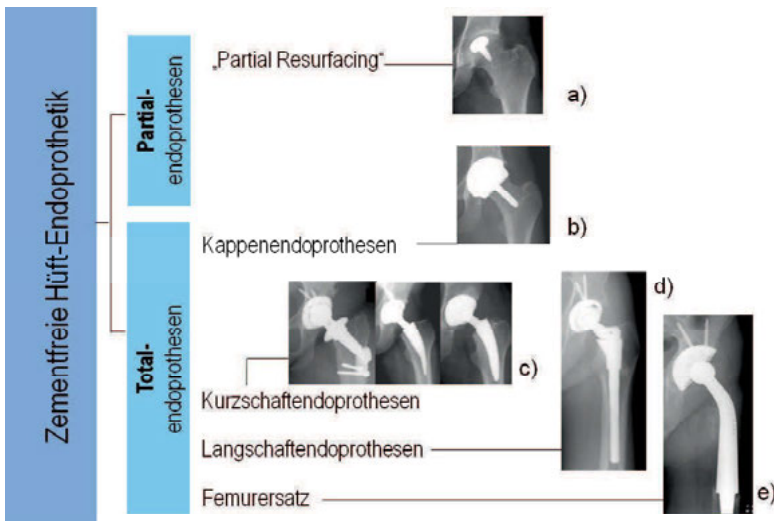 Zementfreie Hüft-Endoprothetik
Partial-
endoprothesen
„Partial Resurfacing“
a)
b)
Kappenendoprothesen
Total-
endoprothesen
c)
Kurzschaftendoprothesen
d)
Langschaftendoprothesen
Femurersatz
e)